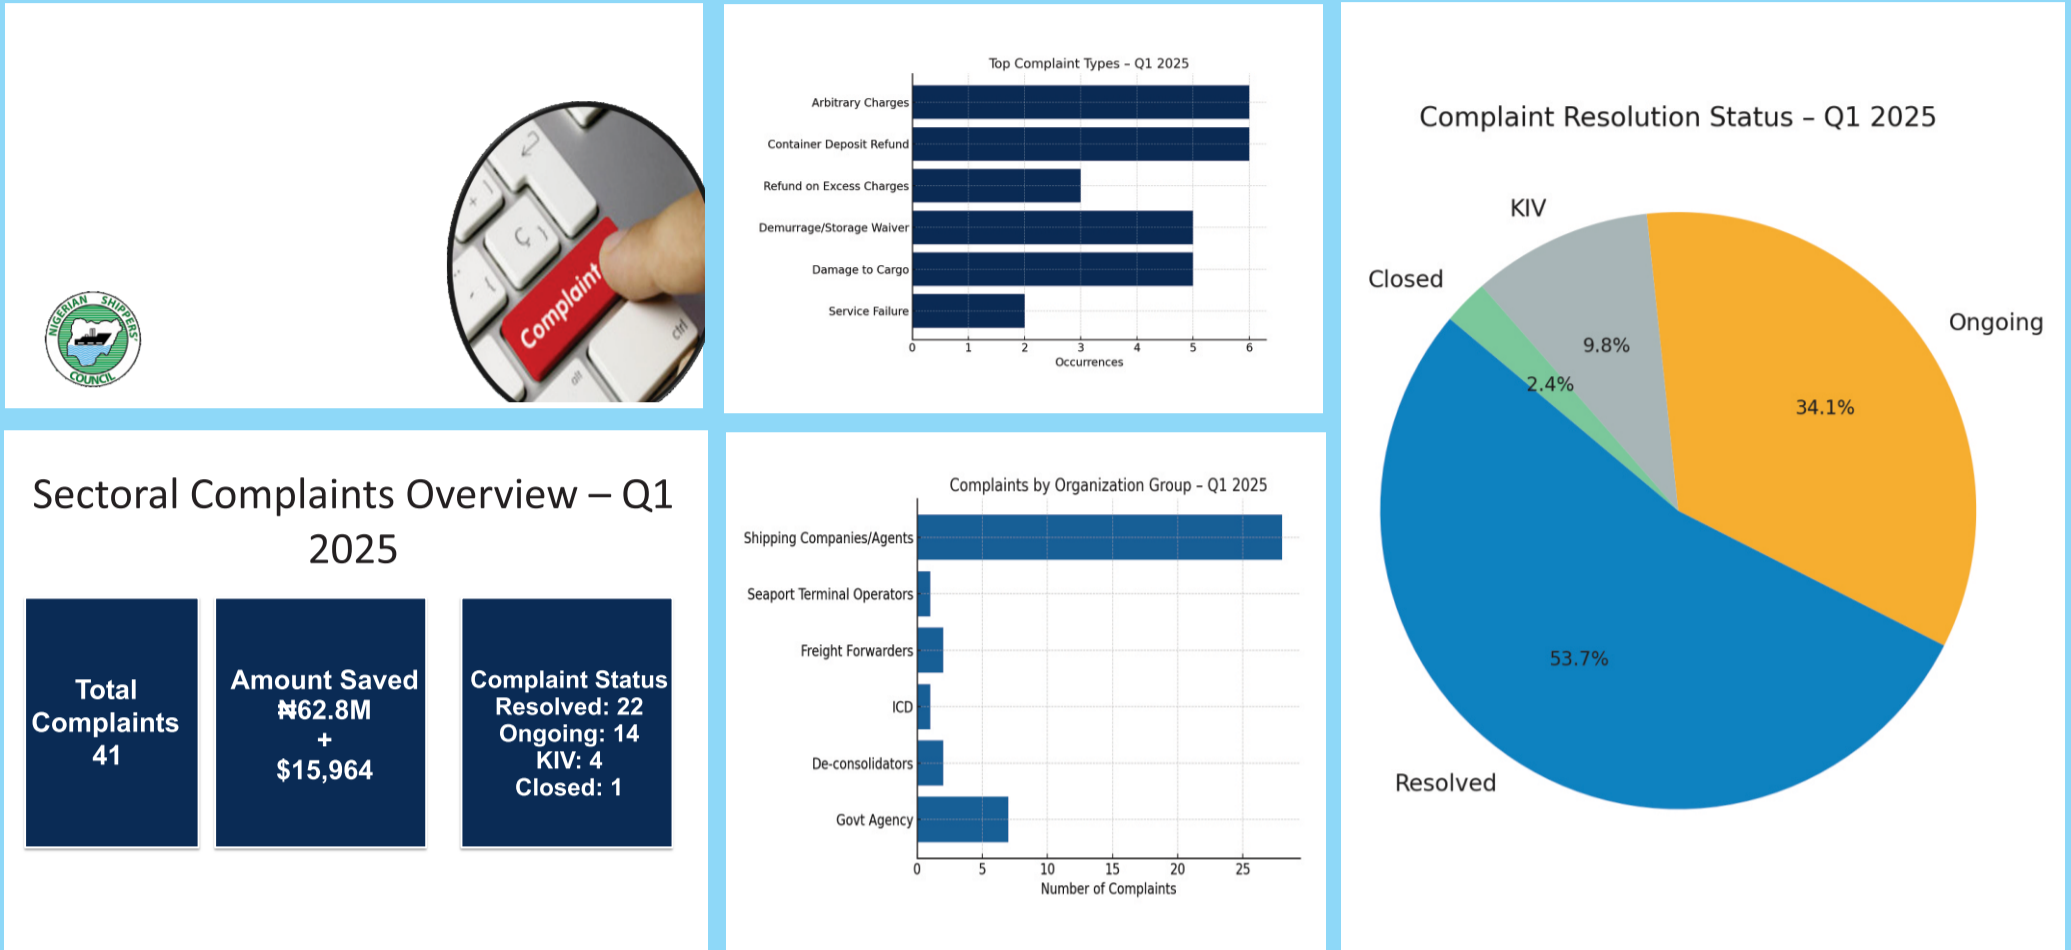 NIGERIAN SHIPPERS'
COUNCIL
Complaint
ctrl
alt
Sectoral Complaints Overview – Q1
2025
Total
Complaints
41
Amount Saved
₦62.8M
+
$15,964
Complaint Status
Resolved: 22
Ongoing: 14
KIV: 4
Closed: 1
Top Complaint Types – Q1 2025
Arbitrary Charges
Container Deposit Refund
Refund on Excess Charges
Demurrage/Storage Waiver
Damage to Cargo
Service Failure
0 1 2 3 4 5 6
Occurrences
Complaints by Organization Group – Q1 2025
Shipping Companies/Agents
Seaport Terminal Operators
Freight Forwarders
ICD
De-consolidators
Govt Agency
0 5 10 15 20 25
Number of Complaints
Complaint Resolution Status – Q1 2025
KIV
Closed
Ongoing
9.8%
2.4%
34.1%
53.7%
Resolved